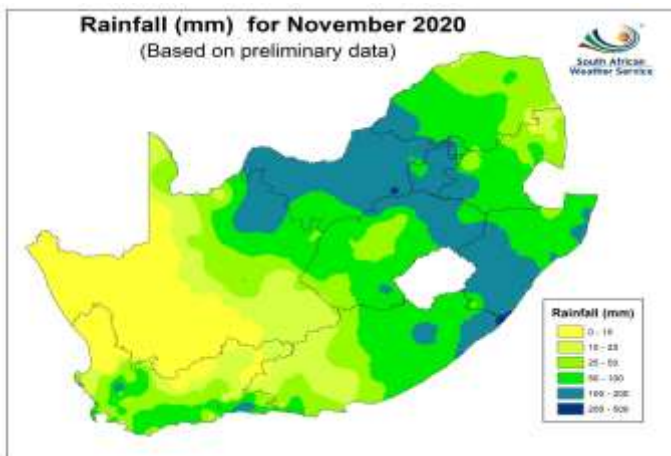 Rainfall (mm) for November 2020
(Based on preliminary data)
South African
Weather Service
Rainfall (mm)
0 - 10
10 - 25
25 - 50
50 - 100
100 - 200
200 - 500